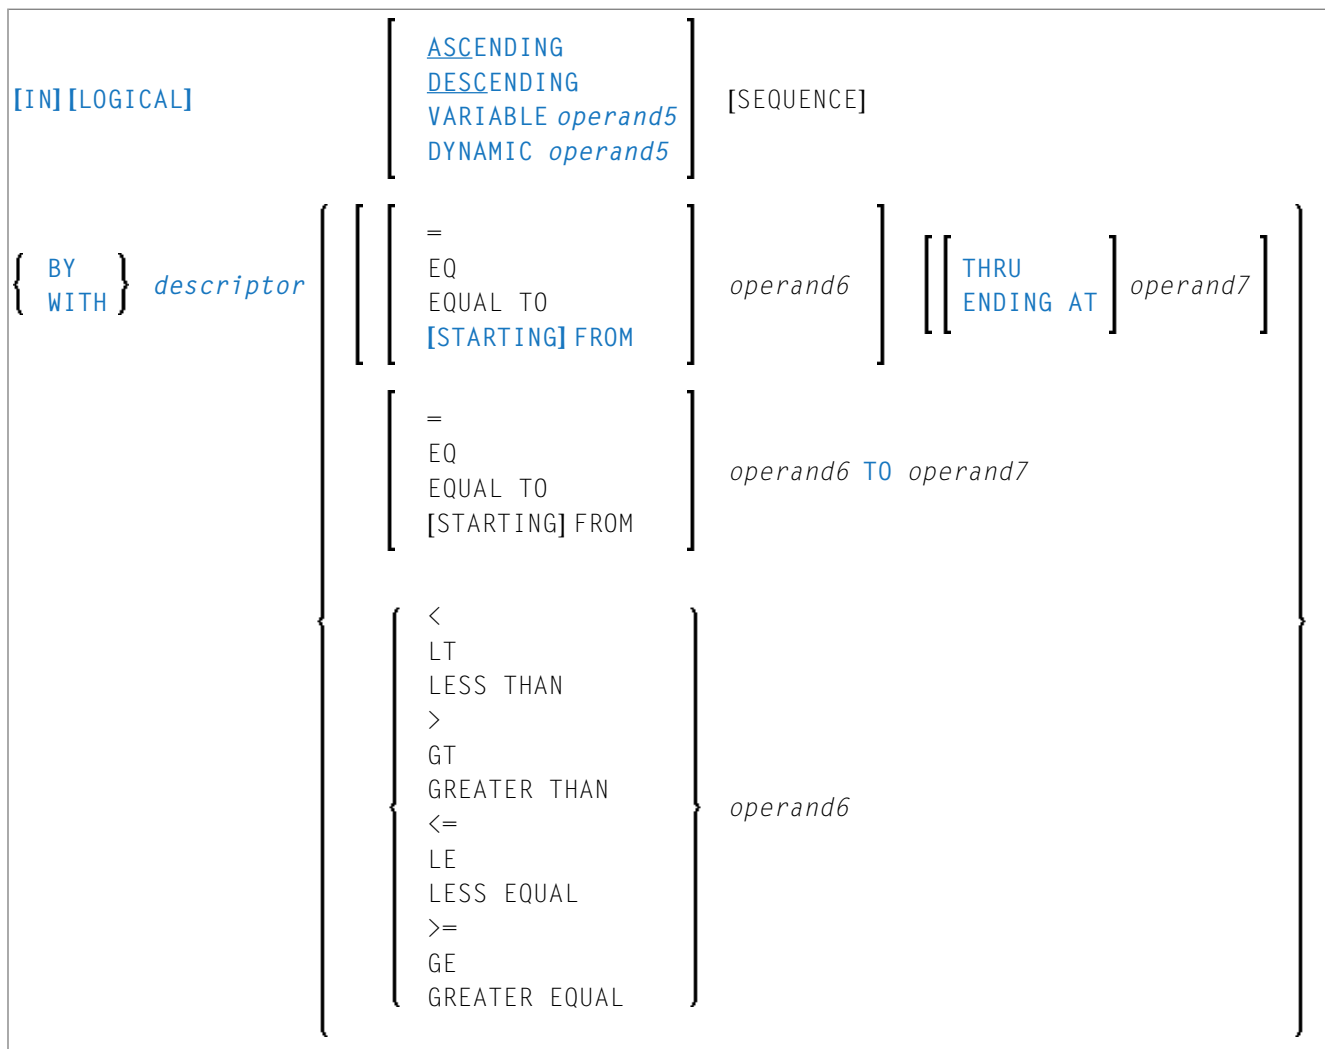 ASCENDING
DESCENDING
[IN] [LOGICAL] [SEQUENCE]
VARIABLE operand5
DYNAMIC operand5
=
EQ
BY
WITH
descriptor
EQUAL TO
[STARTING] FROM
operand6
THRU
ENDING AT
operand7
=
EQ
EQUAL TO
[STARTING] FROM
operand6 TO operand7
<
LT
LESS THAN
>
GT
GREATER THAN
<=
LE
LESS EQUAL
>=
GE
GREATER EQUAL
operand6